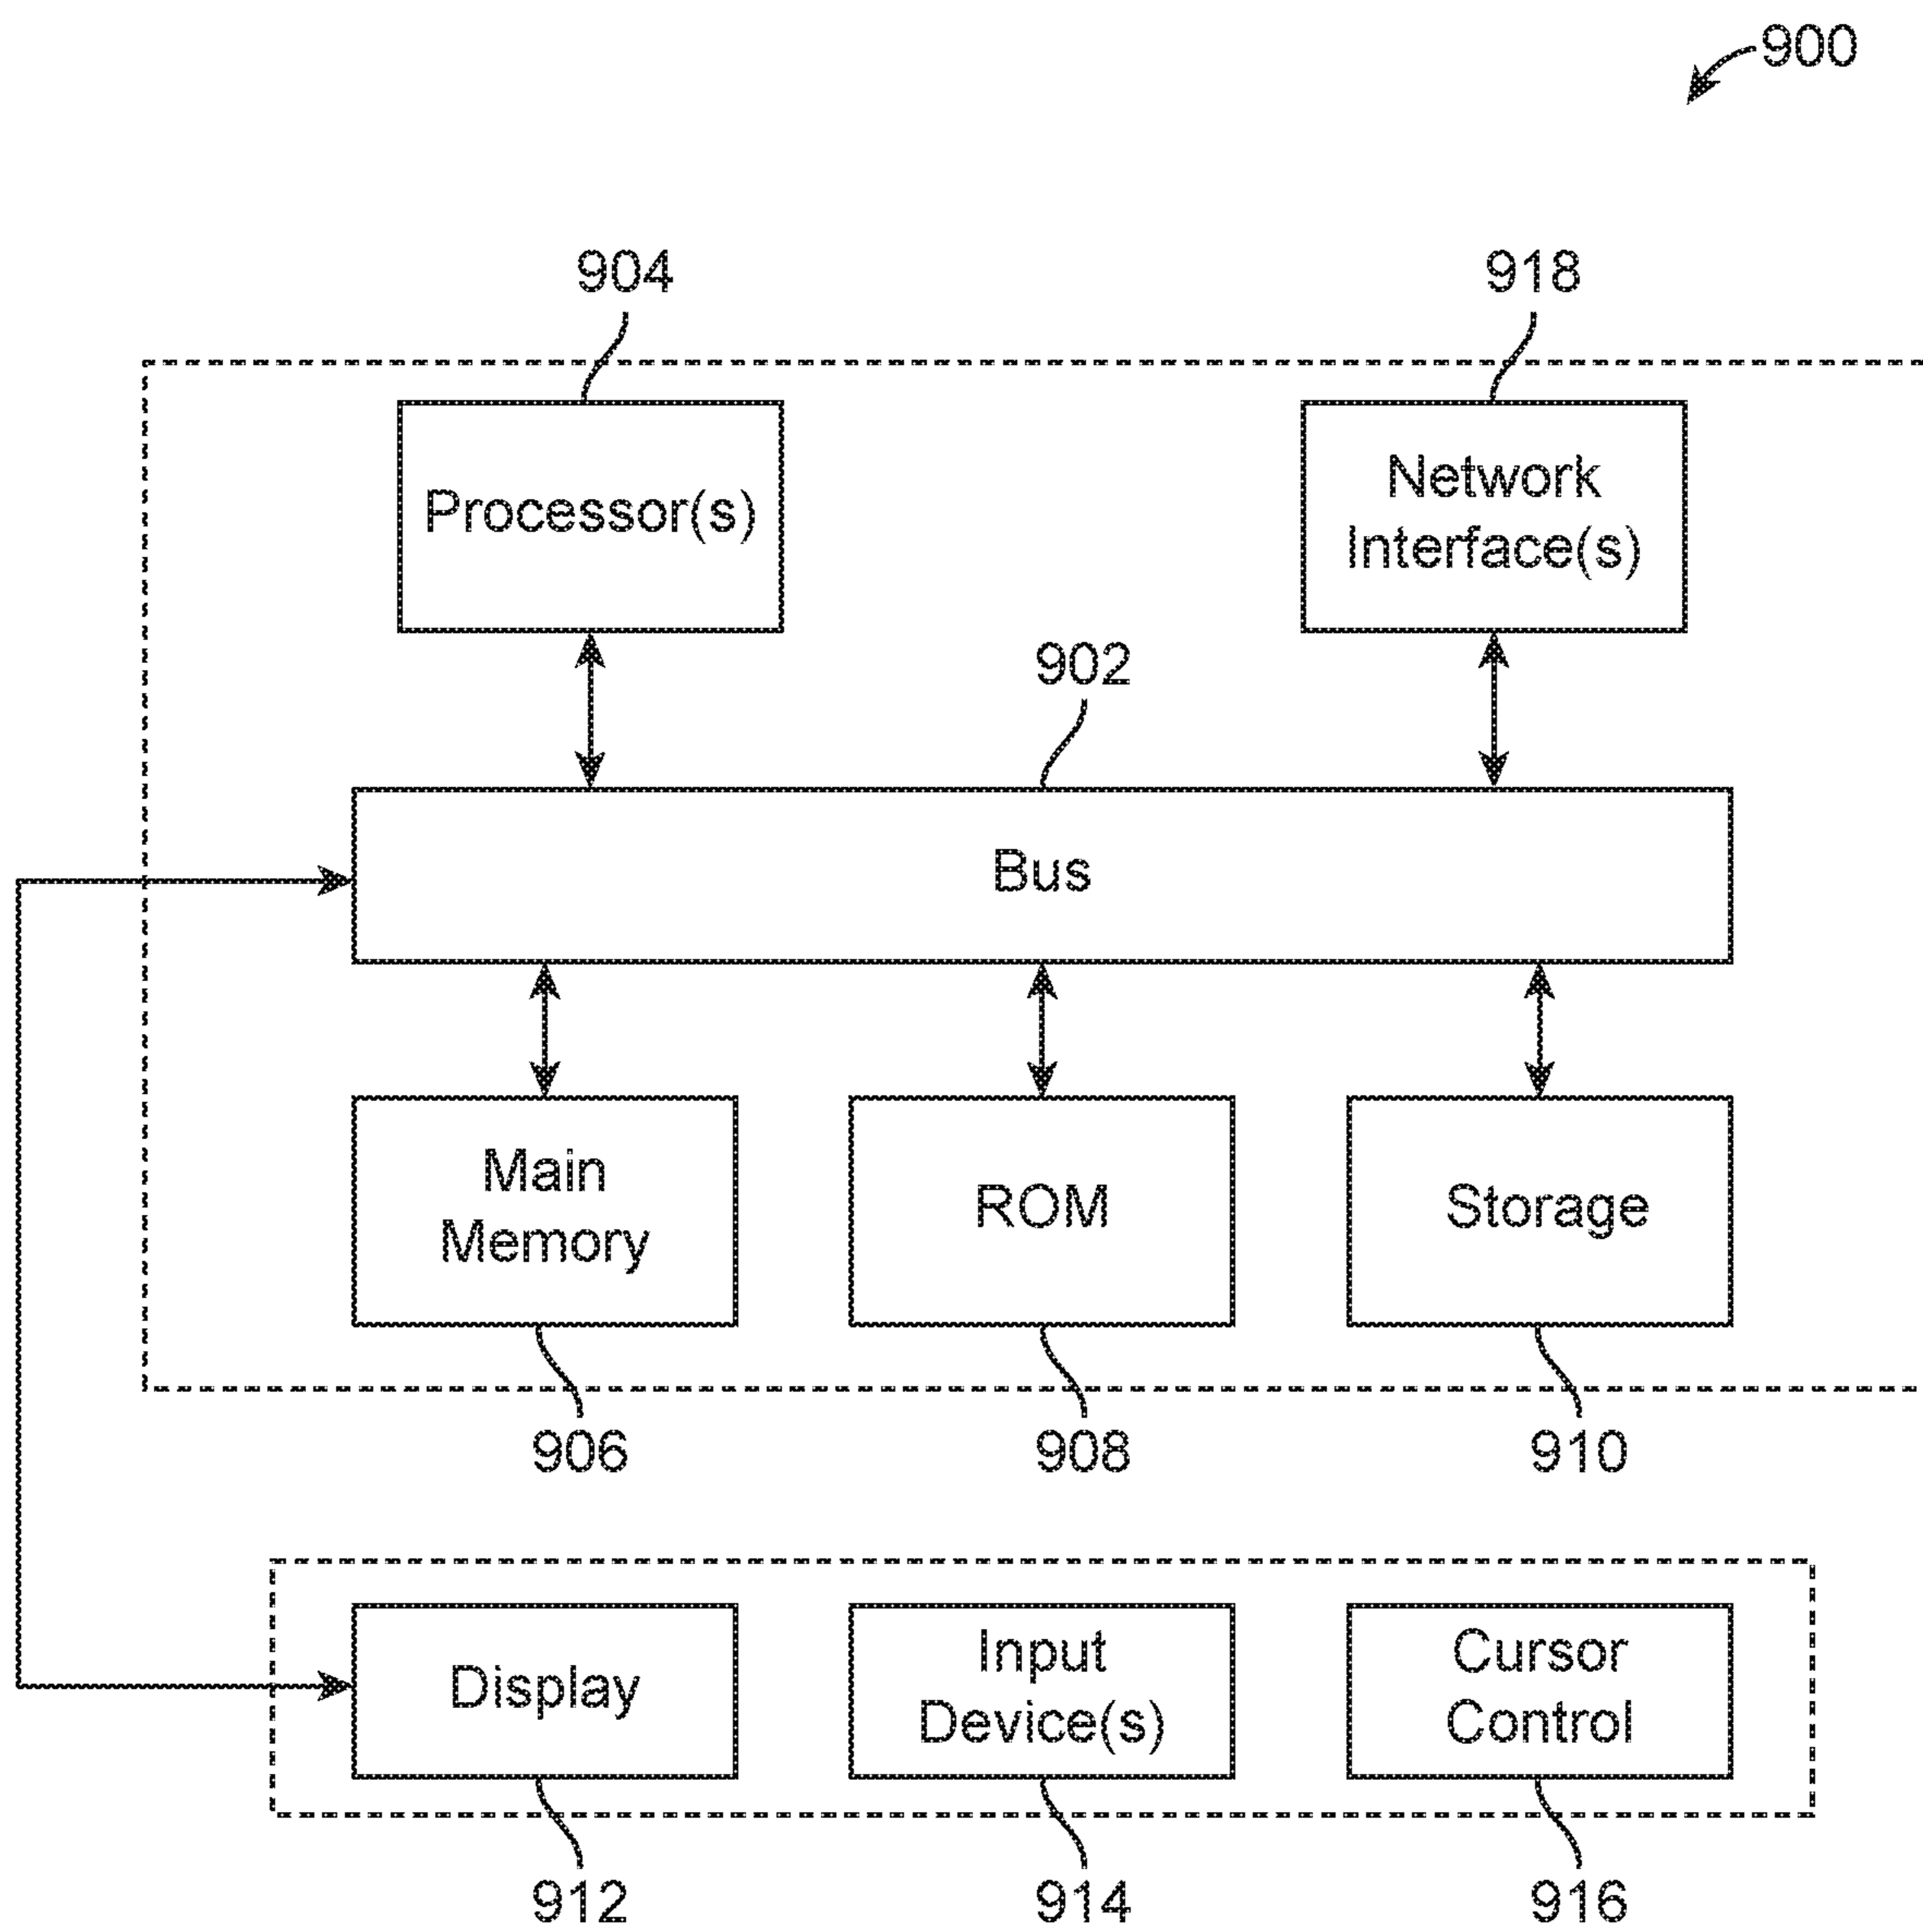 900
904
918
Processor(s)
Network
Interface(s)
902
Bus
Main
Memory
ROM
Storage
906
908
910
Display
Input
Device(s)
Cursor
Control
912
914
916